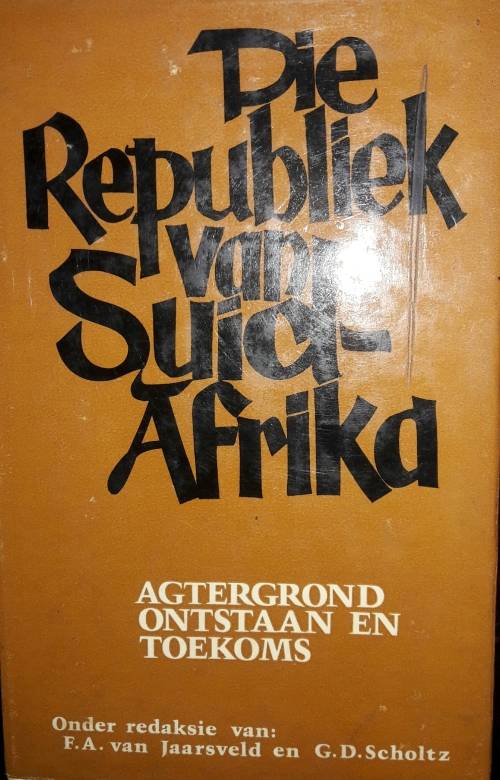 Die
Republiek
van
Suid-
Afrika
AGTERGROND
ONTSTAAN EN
TOEKOMS
Onder redaksie van:
F.A. van Jaarsveld en G.D.Scholtz